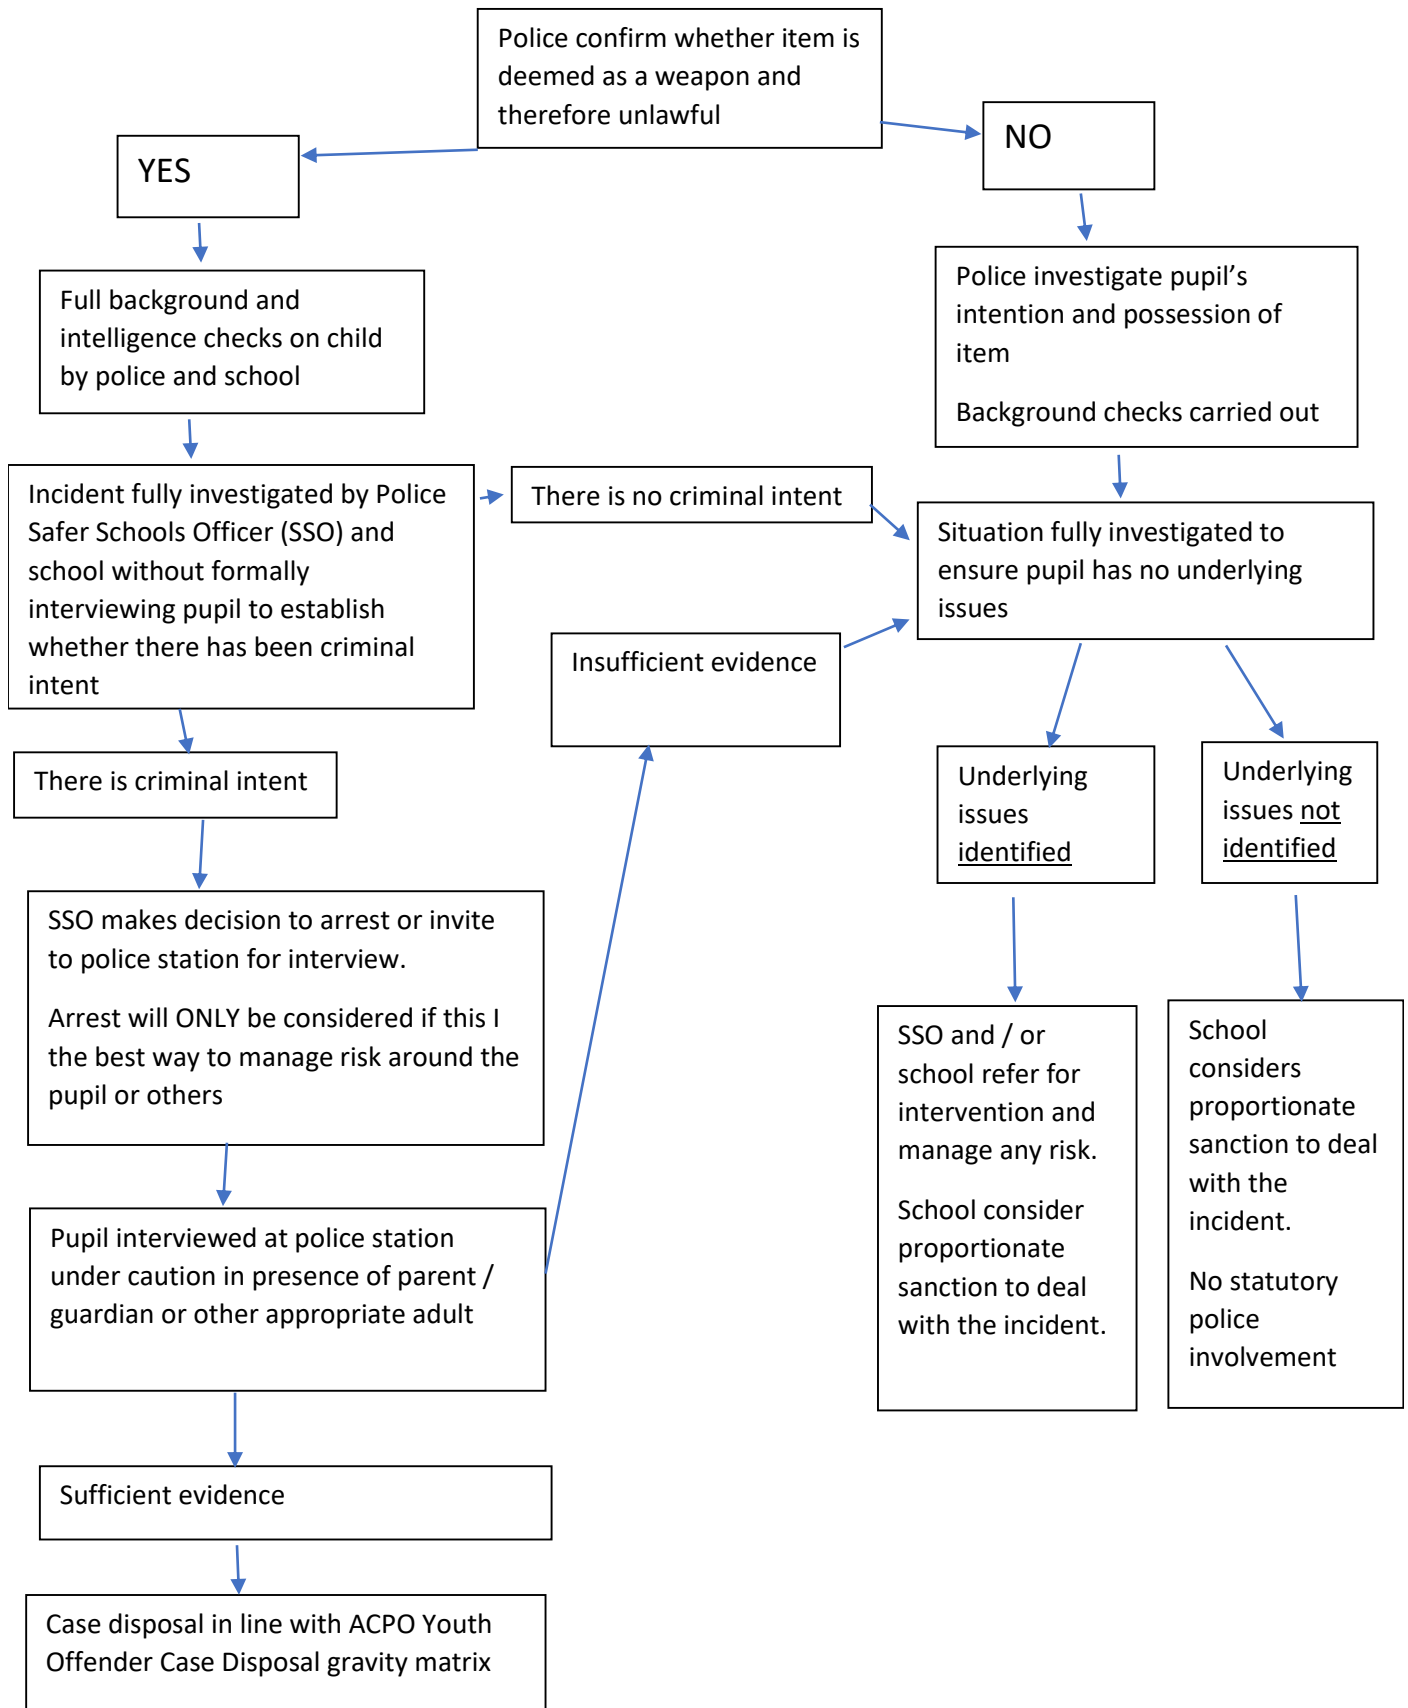 Police confirm whether item is
deemed as a weapon and
therefore unlawful
YES
NO
Full background and
intelligence checks on child
by police and school
Police investigate pupil’s
intention and possession of
item
Background checks carried out
Incident fully investigated by Police
Safer Schools Officer (SSO) and
school without formally
interviewing pupil to establish
whether there has been criminal
intent
There is no criminal intent
Situation fully investigated to
ensure pupil has no underlying
issues
Insufficient evidence
There is criminal intent
Underlying
issues
identified
Underlying
issues not
identified
SSO makes decision to arrest or invite
to police station for interview.
Arrest will ONLY be considered if this I
the best way to manage risk around the
pupil or others
SSO and / or
school refer for
intervention and
manage any risk.
School consider
proportionate
sanction to deal
with the incident.
School
considers
proportionate
sanction to deal
with the
incident.
No statutory
police
involvement
Pupil interviewed at police station
under caution in presence of parent /
guardian or other appropriate adult
Sufficient evidence
Case disposal in line with ACPO Youth
Offender Case Disposal gravity matrix